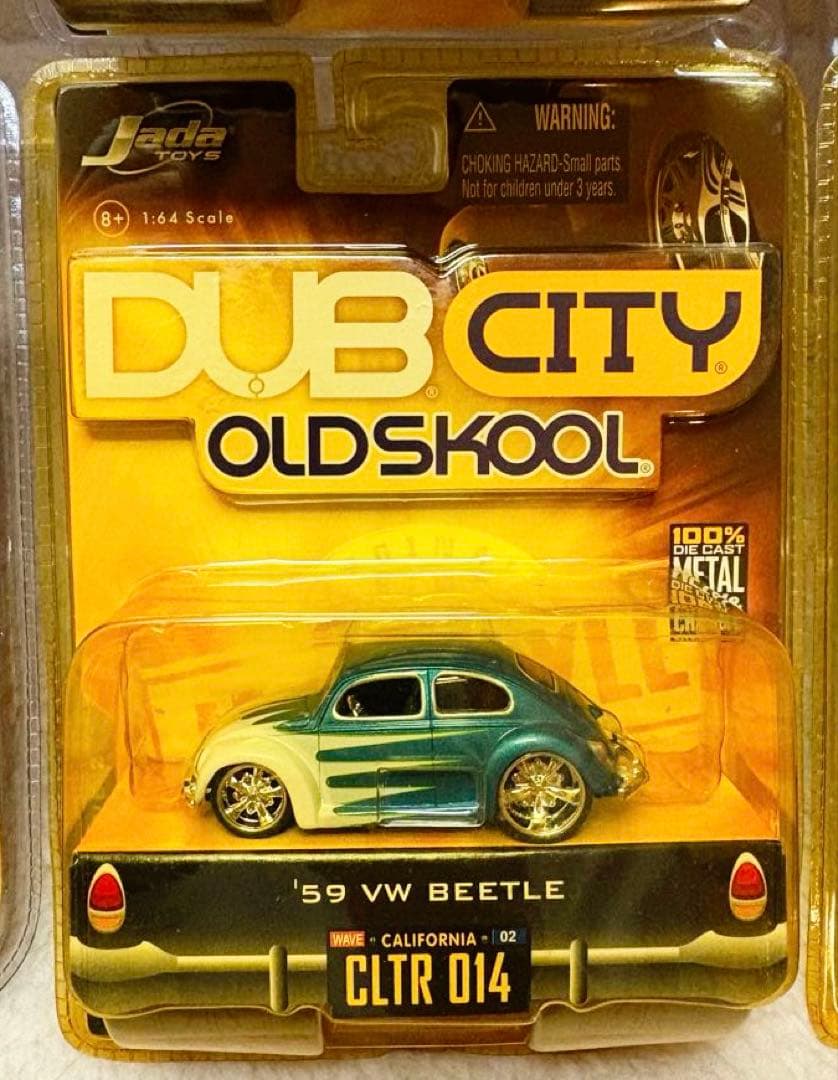 Jada
TOYS
WARNING:
CHOKING HAZARD-Small parts
Not for children under 3 years.
8+ 1:64 Scale
DUB CITY
OLDSKOOL
100%
DIE CAST
METAL
'59 VW BEETLE
WAVE CALIFORNIA 02
CLTR 014